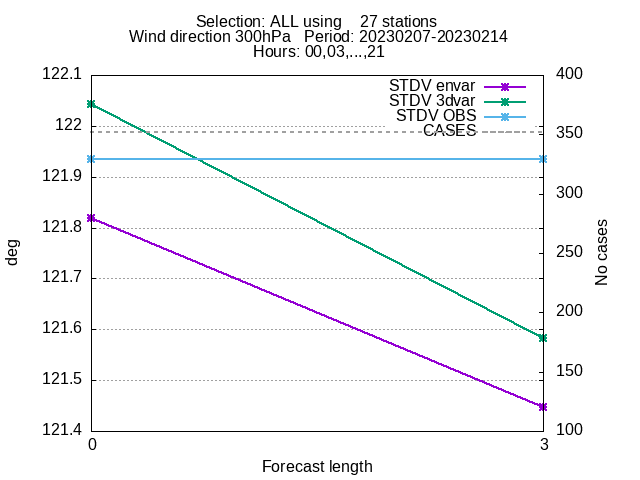 Selection: ALL using    27 stations
Wind direction 300hPa   Period: 20230207-20230214
Hours: 00,03,...,21
STDV envar
STDV 3dvar
STDV OBS
CASES
122.1
122
121.9
121.8
121.7
121.6
121.5
121.4
deg
400
350
300
250
200
150
100
No cases
0
3
Forecast length